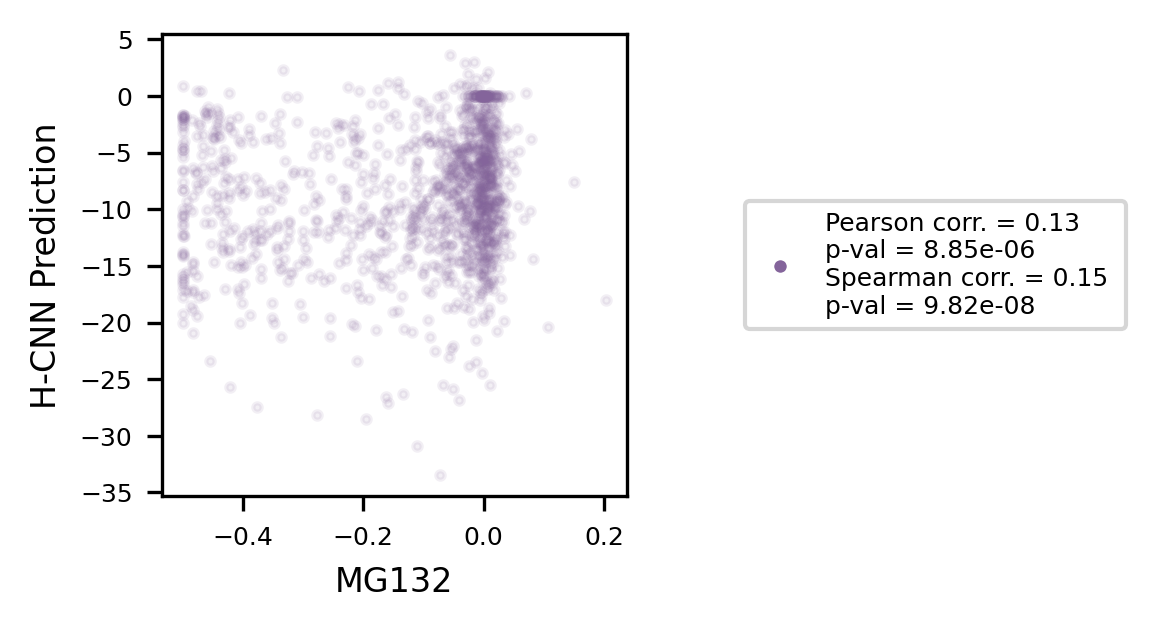 5
0
−5
−10
−15
−20
−25
−30
−35
H-CNN Prediction
−0.4
−0.2
0.0
0.2
MG132
Pearson corr. = 0.13
p-val = 8.85e-06
Spearman corr. = 0.15
p-val = 9.82e-08